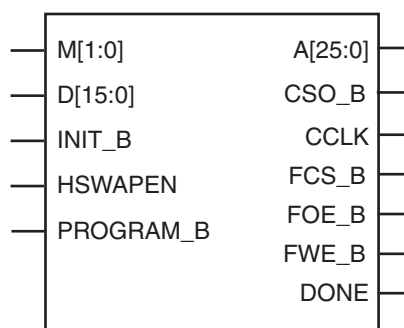 M[1:0]
D[15:0]
INIT_B
HSWAPEN
PROGRAM_B
A[25:0]
CSO_B
CCLK
FCS_B
FOE_B
FWE_B
DONE